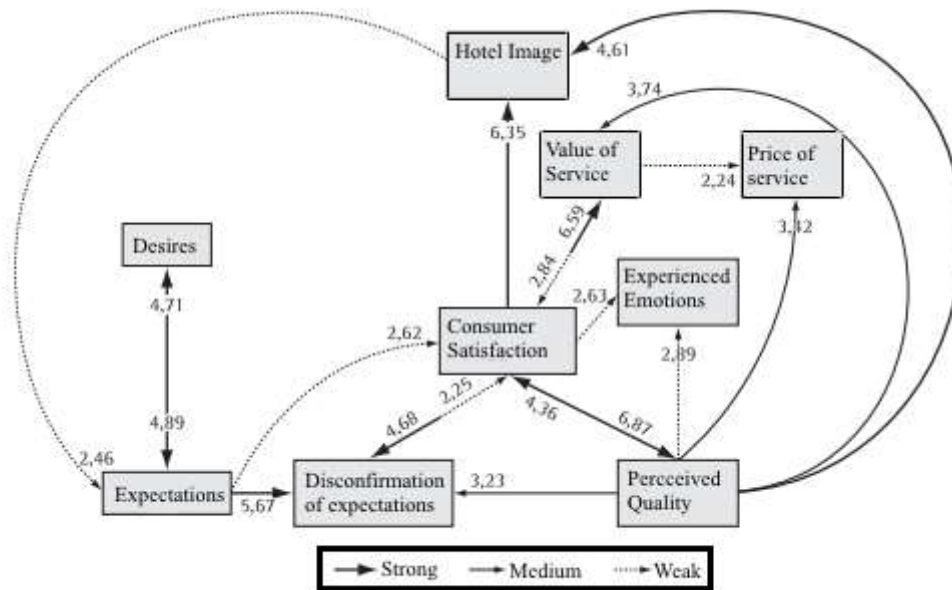 Hotel Image
4,61
3,74
6,35
Value of
Service
2,24
Price of
service
3,42
Desires
6,59
2,84
Experienced
Emotions
2,63
4,71
Consumer
Satisfaction
2,62
2,89
2,25
4,68
4,36
6,87
4,89
2,46
Expectations
5,67
Disconfirmation
of expectations
3,23
Percceived
Quality
Strong
Medium
Weak